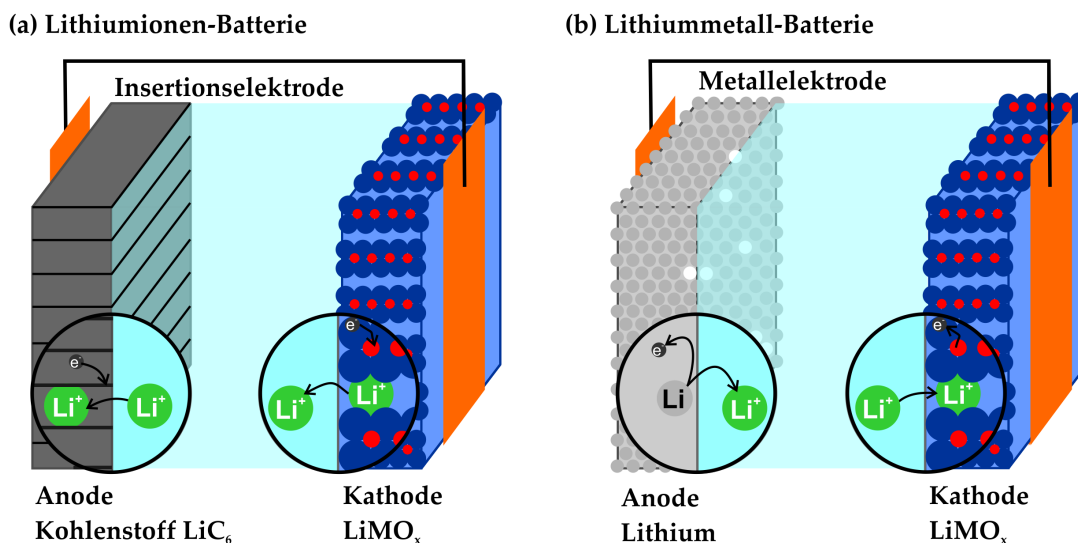 (a) Lithiumionen-Batterie
Insertionselektrode
e⁻
Li⁺
Li⁺
e⁻
Li⁺
Li⁺
Anode
Kohlenstoff LiC₆
Kathode
LiMOₓ
(b) Lithiummetall-Batterie
Metallelektrode
e⁻
Li
Li⁺
e⁻
Li⁺
Li⁺
Anode
Lithium
Kathode
LiMOₓ